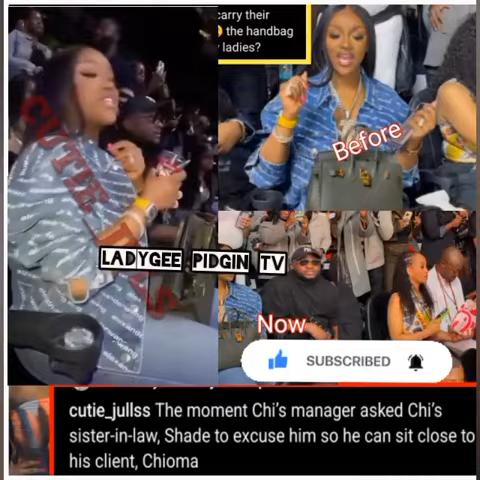 carry their
the handbag
ladies?
Before
CUTIE
LADYGEE PIDGIN TV
Now
SUBSCRIBED
cutie_jullss The moment Chi's manager asked Chi's
sister-in-law, Shade to excuse him so he can sit close to
his client, Chioma